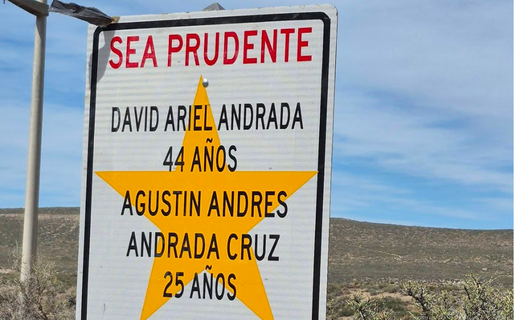 SEA PRUDENTE
DAVID ARIEL ANDRADA
44 AÑOS
AGUSTIN ANDRES
ANDRADA CRUZ
25 AÑOS